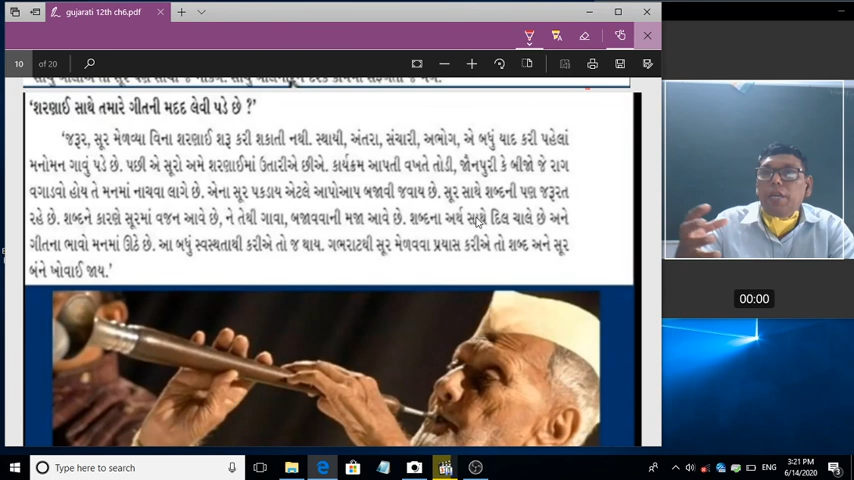 gujarati 12th ch6.pdf
10 of 20
'શરણાઈ સાથે તમારે ગીતની મદદ લેવી પડે છે ?'
'જરૂર, સૂર મેળવ્યા વિના શરણાઈ શરૂ કરી શકાતી નથી. સ્થાયી, અંતરા, સંચારી, અભોગ, એ બધું યાદ કરી પહેલાં
મનોમન ગાવું પડે છે. પછી એ સૂરો અમે શરણાઈમાં ઉતારીએ છીએ. કાર્યક્રમ આપતી વખતે તોડી, જૌનપુરી કે બીજો જે રાગ
વગાડવો હોય તે મનમાં નાચવા લાગે છે. એના સૂર પકડાય એટલે આપોઆપ બજાવી જવાય છે. સૂર સાથે શબ્દની પણ જરૂરત
રહે છે. શબ્દને કારણે સૂરમાં વજન આવે છે, ને તેથી ગાવા, બજાવવાની મજા આવે છે. શબ્દના અર્થ સાથે દિલ ચાલે છે અને
ગીતના ભાવો મનમાં ઊઠે છે. આ બધું સ્વસ્થતાથી કરીએ તો જ થાય. ગભરાટથી સૂર મેળવવા પ્રયાસ કરીએ તો શબ્દ અને સૂર
બંને ખોવાઈ જાય.'
00:00
Type here to search
ENG
3:21 PM
6/14/2020